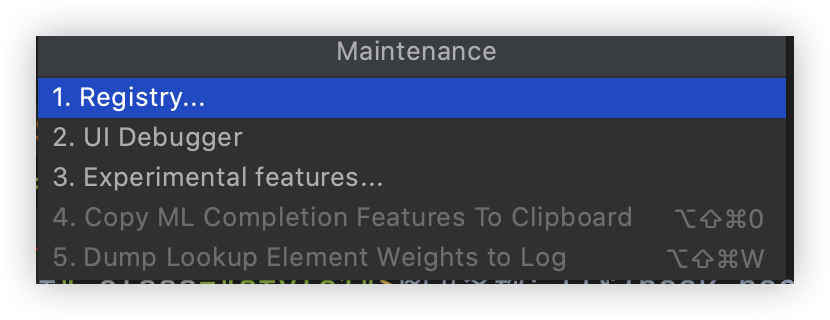 Maintenance
1. Registry...
2. UI Debugger
3. Experimental features...
4. Copy ML Completion Features To Clipboard ⌥⇧⌘0
5. Dump Lookup Element Weights to Log ⌥⇧⌘W